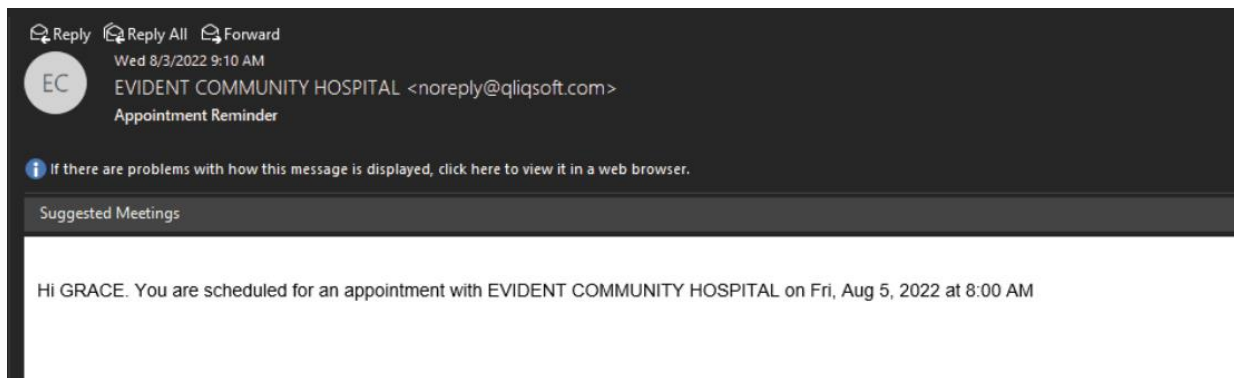 Reply Reply All Forward
Wed 8/3/2022 9:10 AM
EC
EVIDENT COMMUNITY HOSPITAL <noreply@qliqsoft.com>
Appointment Reminder
If there are problems with how this message is displayed, click here to view it in a web browser.
Suggested Meetings
Hi GRACE. You are scheduled for an appointment with EVIDENT COMMUNITY HOSPITAL on Fri, Aug 5, 2022 at 8:00 AM